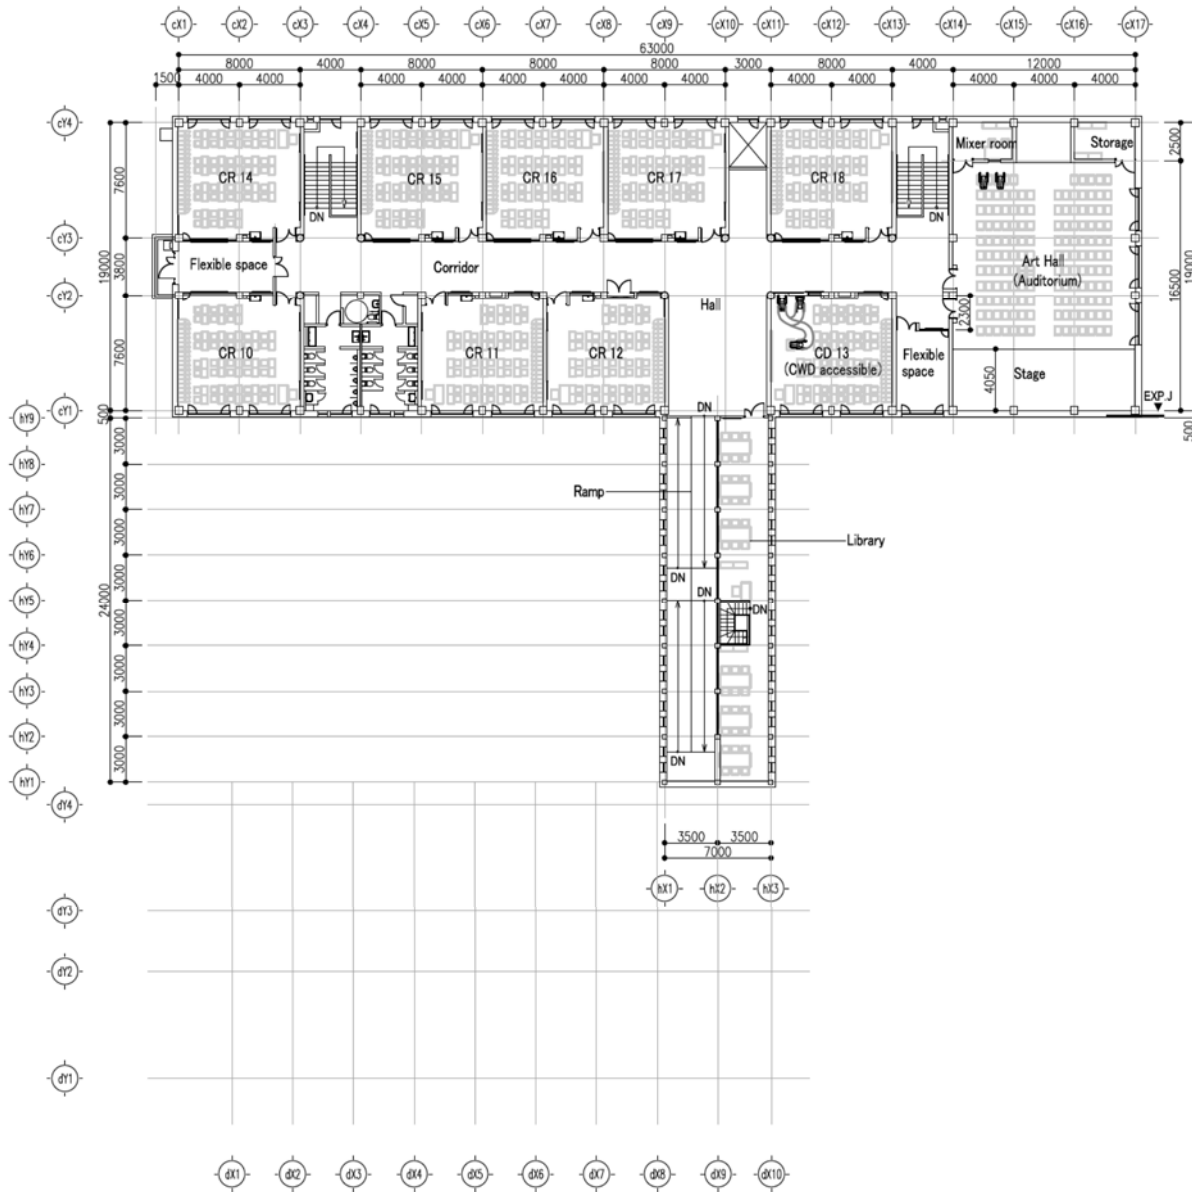 cX1 cX2 cX3 cX4 cX5 cX6 cX7 cX8 cX9 cX10 cX11 cX12 cX13 cX14 cX15 cX16 cX17
63000
8000 4000 8000 8000 8000 3000 8000 4000 12000
1500 4000 4000 4000 4000 4000 4000 4000 4000 4000 4000 4000 4000 4000
cY4
cY3
cY2
cY1
19000
7600
3800
7600
500
CR 14
DN
CR 15
CR 16
CR 17
CR 18
DN
Mixer room
Storage
2500
16500
19000
500
Flexible space
Corridor
Hall
Art Hall
(Auditorium)
2300
CR 10
CR 11
CR 12
CD 13
(CWD accessible)
Flexible
space
4050
Stage
EXP.J
hY9
hY8
hY7
hY6
hY5
hY4
hY3
hY2
hY1
24000
3000
3000
3000
3000
3000
3000
3000
3000
DN
Ramp
Library
DN
DN
DN
DN
3500 3500
7000
hX1 hX2 hX3
dY4
dY3
dY2
dY1
dX1 dX2 dX3 dX4 dX5 dX6 dX7 dX8 dX9 dX10